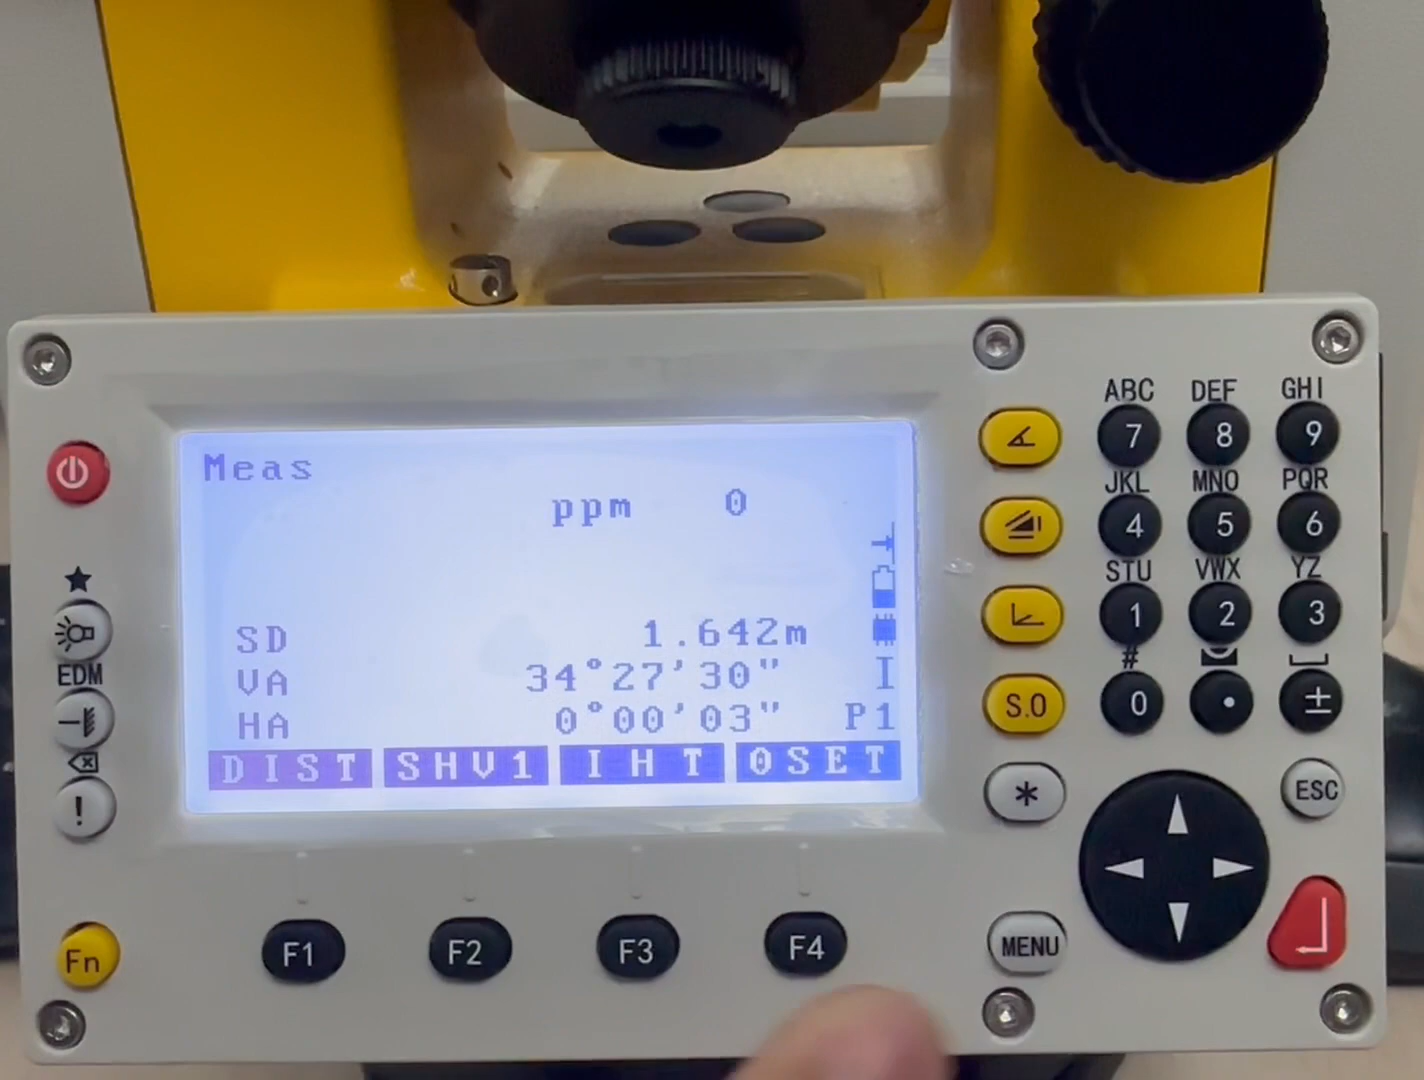 Meas
ppm 0
SD 1.642m
VA 34°27'30" I
HA 0°00'03" P1
DIST SHV1 IHT 0SET
EDM
!
Fn
F1 F2 F3 F4
ABC DEF GHI
7 8 9
JKL MNO PQR
4 5 6
STU VWX YZ
1 2 3
#
S.O 0 . ±
*
ESC
MENU